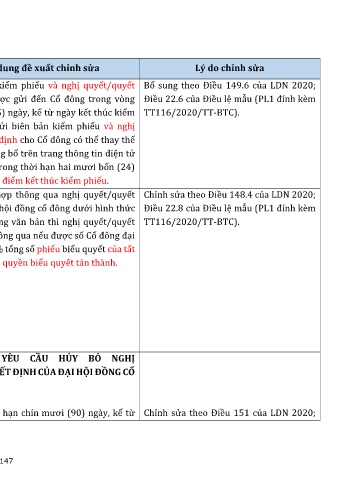 dung đề xuất chỉnh sửa
Lý do chỉnh sửa
kiểm phiếu và nghị quyết/quyết
ợc gửi đến Cổ đông trong vòng
) ngày, kể từ ngày kết thúc kiểm
ửi biên bản kiểm phiếu và nghị
định cho Cổ đông có thể thay thế
g bố trên trang thông tin điện tử
rong thời hạn hai mươi bốn (24)
điểm kết thúc kiểm phiếu.
Bổ sung theo Điều 149.6 của LDN 2020;
Điều 22.6 của Điều lệ mẫu (PL1 đính kèm
TT116/2020/TT-BTC).
hợp thông qua nghị quyết/quyết
hội đồng cổ đông dưới hình thức
ng văn bản thì nghị quyết/quyết
ông qua nếu được số Cổ đông đại
% tổng số phiếu biểu quyết của tất
quyền biểu quyết tán thành.
Chỉnh sửa theo Điều 148.4 của LDN 2020;
Điều 22.8 của Điều lệ mẫu (PL1 đính kèm
TT116/2020/TT-BTC).
YÊU CẦU HỦY BỎ NGHỊ
ẾT ĐỊNH CỦA ĐẠI HỘI ĐỒNG CỔ
hạn chín mươi (90) ngày, kể từ
Chỉnh sửa theo Điều 151 của LDN 2020;
147